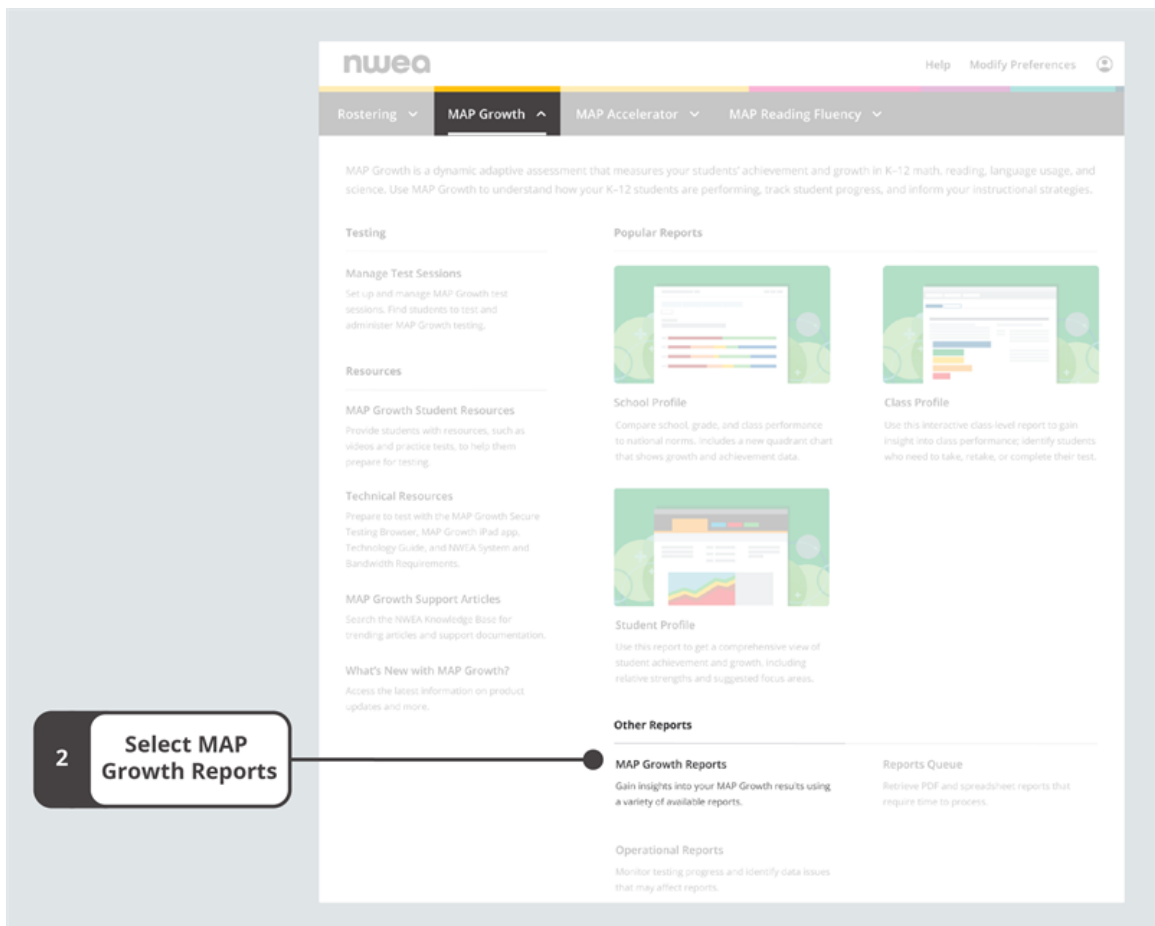 nwea
Help Modify Preferences
Rostering MAP Growth MAP Accelerator MAP Reading Fluency
MAP Growth is a dynamic adaptive assessment that measures your students' achievement and growth in K–12 math, reading, language usage, and
science. Use MAP Growth to understand how your K–12 students are performing, track student progress, and inform your instructional strategies.
Testing
Manage Test Sessions
Set up and manage MAP Growth test
sessions. Find students to test and
administer MAP Growth testing.
Resources
MAP Growth Student Resources
Provide students with resources, such as
videos and practice tests, to help them
prepare for testing.
Technical Resources
Prepare to test with the MAP Growth Secure
Testing Browser, MAP Growth iPad app,
Technology Guide, and NWEA System and
Bandwidth Requirements.
MAP Growth Support Articles
Search the NWEA Knowledge Base for
trending articles and support documentation.
What's New with MAP Growth?
Access the latest information on product
updates and more.
Popular Reports
School Profile
Compare school, grade, and class performance
to national norms. Includes a new quadrant chart
that shows growth and achievement data.
Class Profile
Use this interactive class-level report to gain
insight into class performance; identify students
who need to take, retake, or complete their test.
Student Profile
Use this report to get a comprehensive view of
student achievement and growth, including
relative strengths and suggested focus areas.
Other Reports
2 Select MAP
Growth Reports
MAP Growth Reports
Gain insights into your MAP Growth results using
a variety of available reports.
Reports Queue
Retrieve PDF and spreadsheet reports that
require time to process.
Operational Reports
Monitor testing progress and identify data issues
that may affect reports.